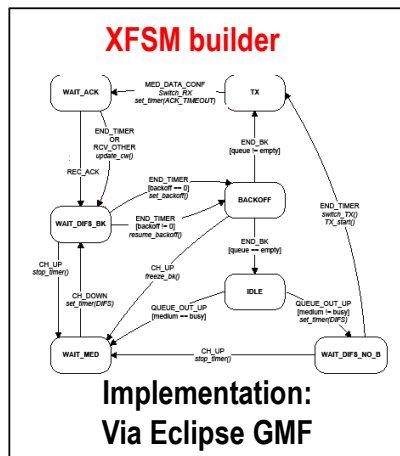 XFSM builder
WAIT_ACK
MED_DATA_CONF
Switch_RX
set_timer(ACK_TIMEOUT)
TX
END_TIMER
OR
RCV_OTHER
update_cw()
REC_ACK
END_BK
[queue != empty]
END_TIMER
[backoff == 0]
set_backoff()
BACKOFF
END_TIMER
switch_TX()
TX_start()
WAIT_DIFS_BK
END_TIMER
[backoff != 0]
resume_backoff()
END_BK
[queue == empty]
CH_UP
stop_timer()
CH_UP
freeze_bk()
CH_DOWN
set_timer(DIFS)
IDLE
QUEUE_OUT_UP
[medium == busy]
QUEUE_OUT_UP
[medium != busy]
set_timer(DIFS)
WAIT_MED
CH_UP
stop_timer()
WAIT_DIFS_NO_B
Implementation:
Via Eclipse GMF